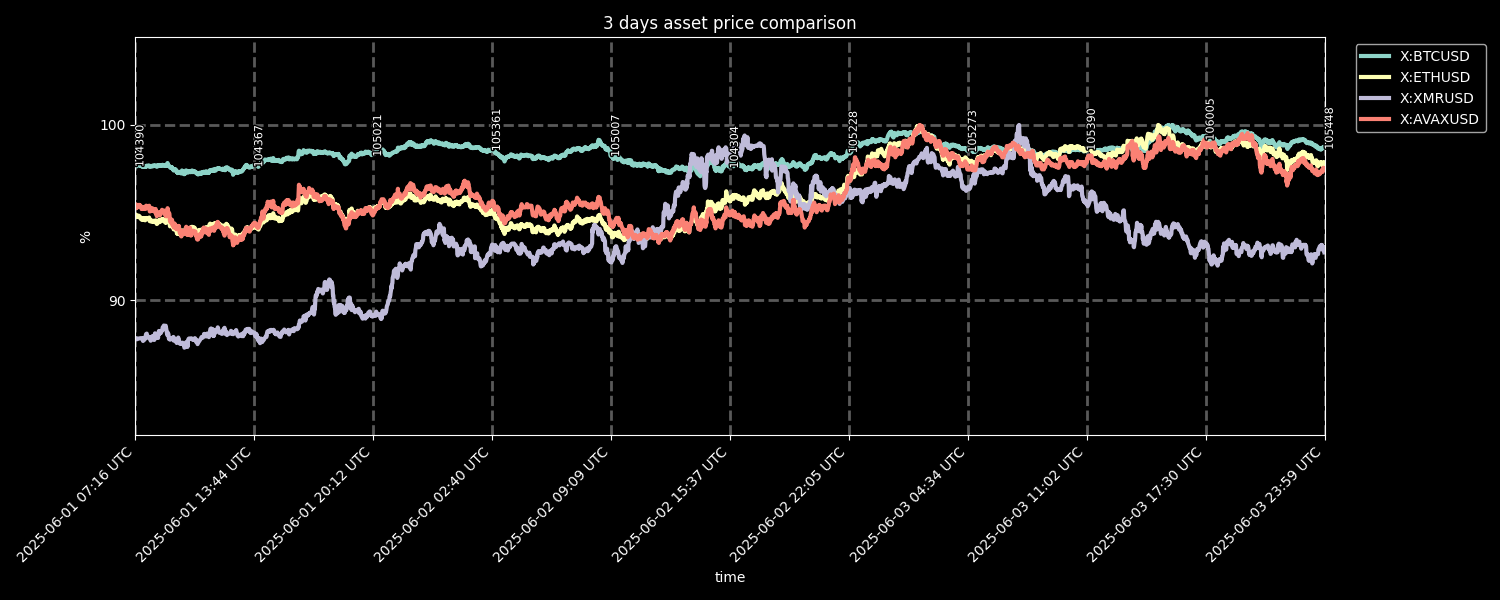 3 days asset price comparison
X:BTCUSD
X:ETHUSD
X:XMRUSD
X:AVAXUSD
%
100
90
104390
104367
105021
105361
105007
104304
105228
105273
105390
106005
105448
2025-06-01 07:16 UTC
2025-06-01 13:44 UTC
2025-06-01 20:12 UTC
2025-06-02 02:40 UTC
2025-06-02 09:09 UTC
2025-06-02 15:37 UTC
2025-06-02 22:05 UTC
2025-06-03 04:34 UTC
2025-06-03 11:02 UTC
2025-06-03 17:30 UTC
2025-06-03 23:59 UTC
time